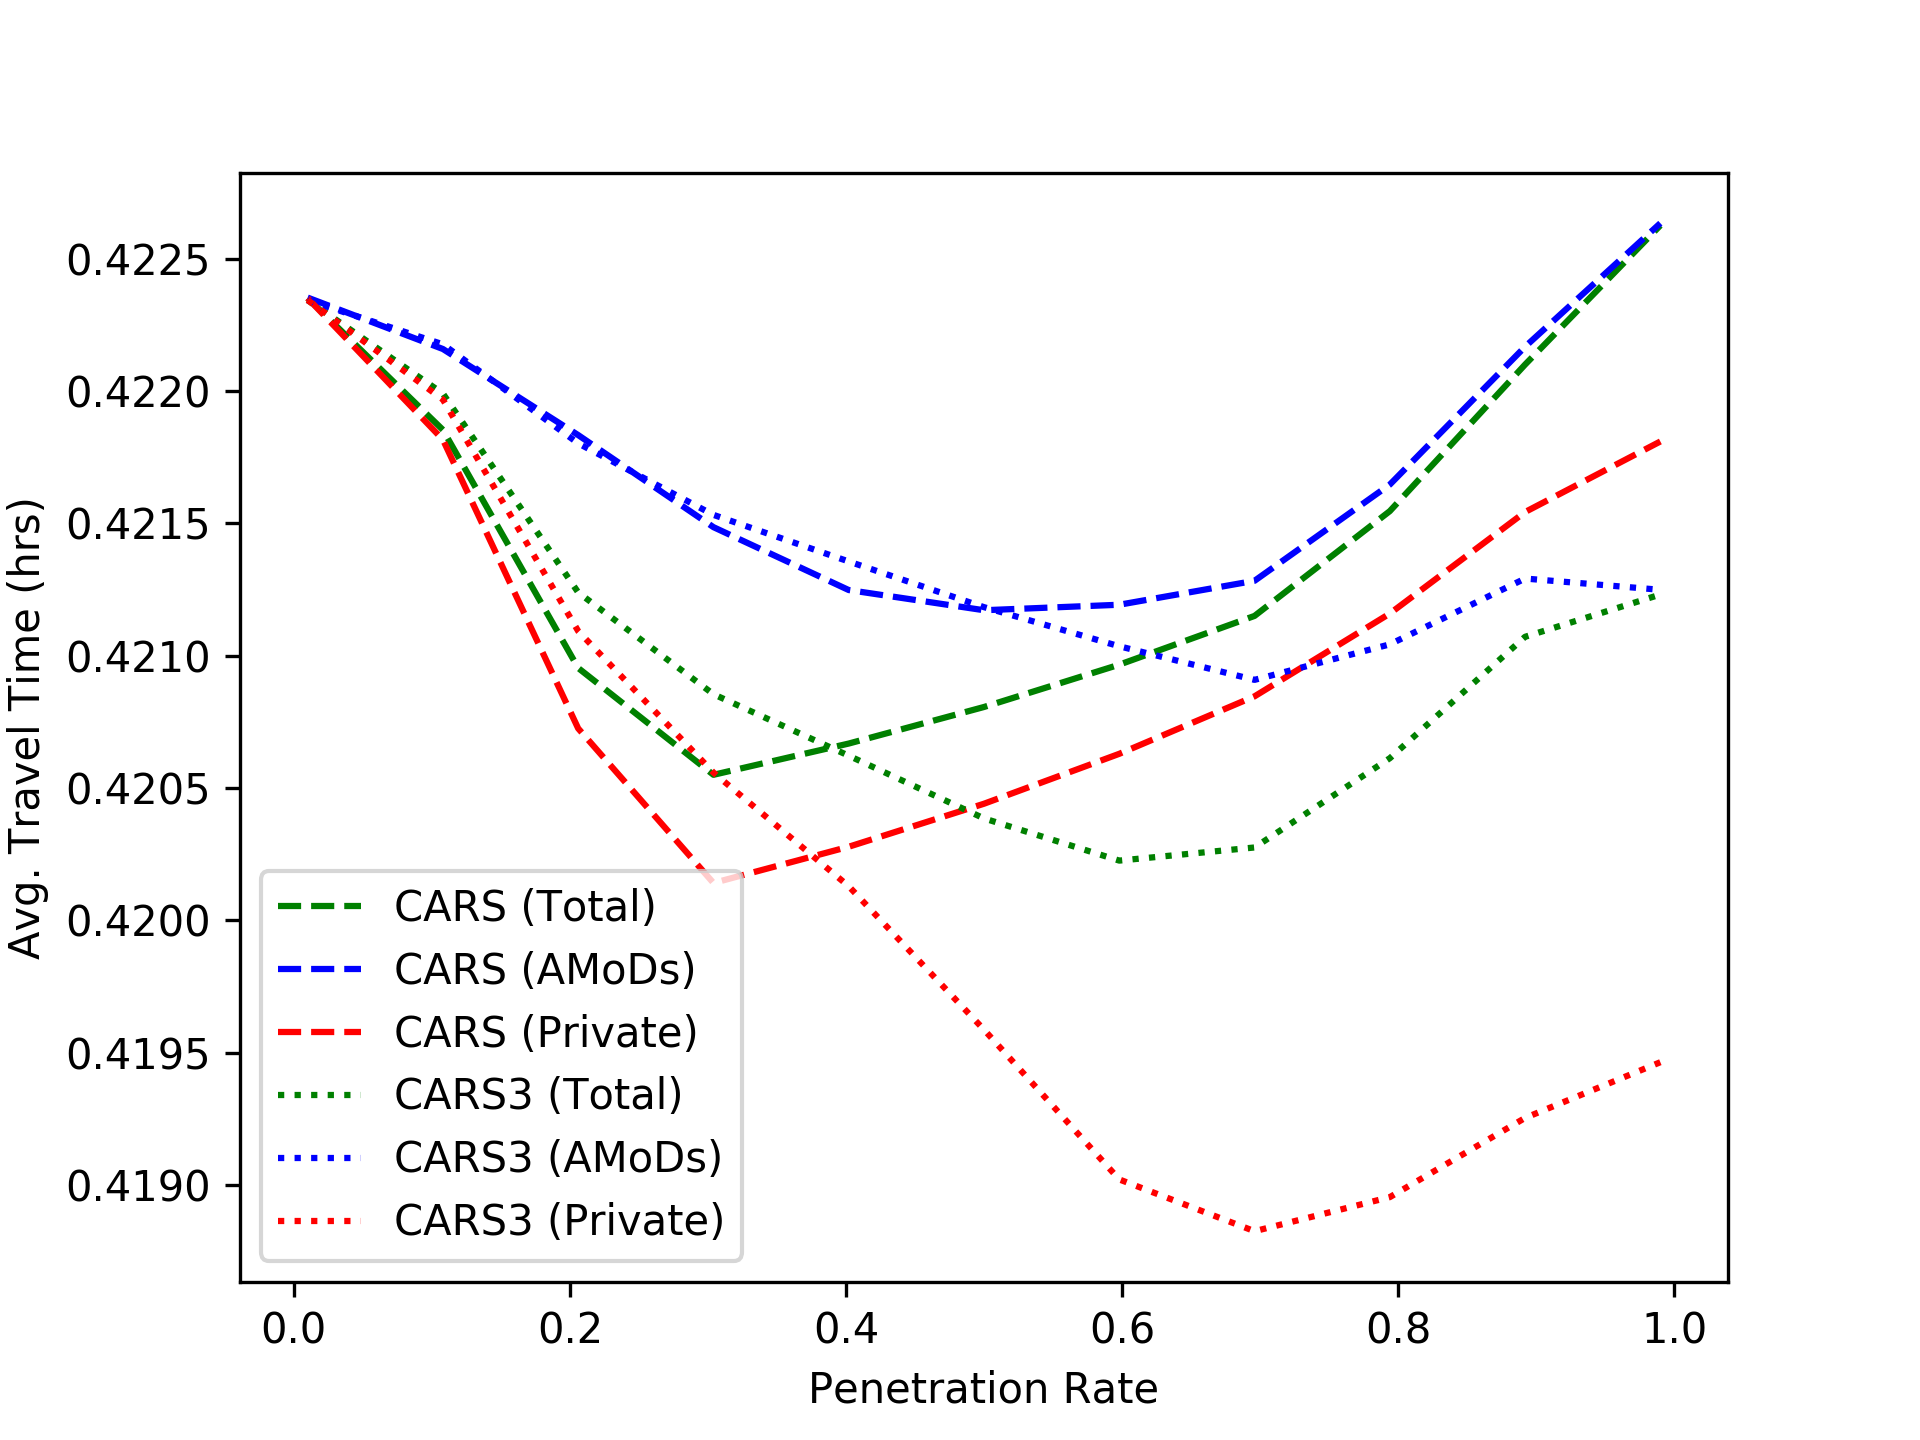 0.4225
0.4220
0.4215
0.4210
0.4205
0.4200
0.4195
0.4190
Avg. Travel Time (hrs)
CARS (Total)
CARS (AMoDs)
CARS (Private)
CARS3 (Total)
CARS3 (AMoDs)
CARS3 (Private)
0.0 0.2 0.4 0.6 0.8 1.0
Penetration Rate